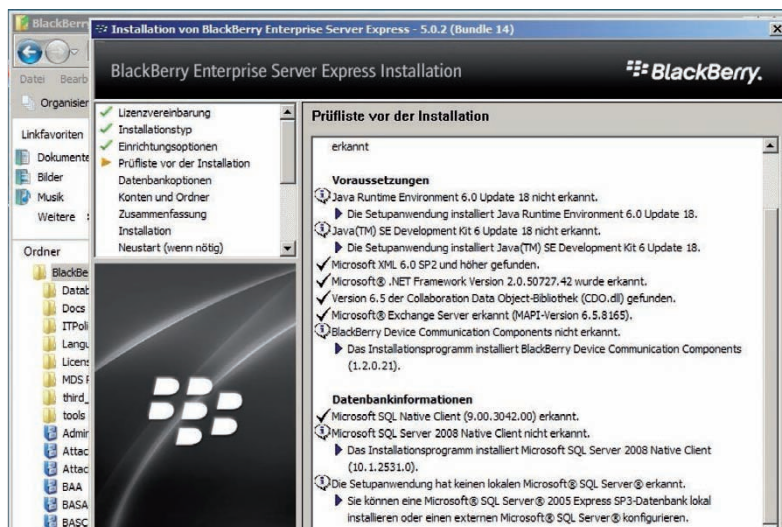 BlackBerry
Installation von BlackBerry Enterprise Server Express - 5.0.2 (Bundle 14)
BlackBerry Enterprise Server Express Installation
BlackBerry.
Datei Bearb
Organisier
Linkfavoriten
Dokumente
Bilder
Musik
Weitere
Ordner
BlackBe
Datab
Docs
ITPoli
Langu
Licens
MDS F
third_
tools
Admir
Attac
Attac
BAA
BASA
BASC
Lizenzvereinbarung
Installationstyp
Einrichtungsoptionen
Prüfliste vor der Installation
Datenbankoptionen
Konten und Ordner
Zusammenfassung
Installation
Neustart (wenn nötig)
Prüfliste vor der Installation
erkannt
Voraussetzungen
Java Runtime Environment 6.0 Update 18 nicht erkannt.
Die Setupanwendung installiert Java Runtime Environment 6.0 Update 18.
Java(TM) SE Development Kit 6 Update 18 nicht erkannt.
Die Setupanwendung installiert Java(TM) SE Development Kit 6 Update 18.
Microsoft XML 6.0 SP2 und höher gefunden.
Microsoft® .NET Framework Version 2.0.50727.42 wurde erkannt.
Version 6.5 der Collaboration Data Object-Bibliothek (CDO.dll) gefunden.
Microsoft® Exchange Server erkannt (MAPI-Version 6.5.8165).
BlackBerry Device Communication Components nicht erkannt.
Das Installationsprogramm installiert BlackBerry Device Communication Components
(1.2.0.21).
Datenbankinformationen
Microsoft SQL Native Client (9.00.3042.00) erkannt.
Microsoft SQL Server 2008 Native Client nicht erkannt.
Das Installationsprogramm installiert Microsoft SQL Server 2008 Native Client
(10.1.2531.0).
Die Setupanwendung hat keinen lokalen Microsoft® SQL Server® erkannt.
Sie können eine Microsoft® SQL Server® 2005 Express SP3-Datenbank lokal
installieren oder einen externen Microsoft® SQL Server® konfigurieren.